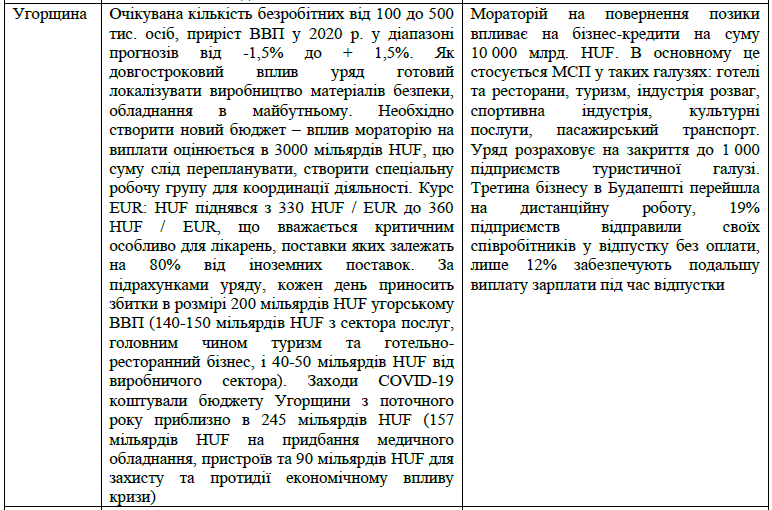 Угорщина
Очікувана кількість безробітних від 100 до 500
тис. осіб, приріст ВВП у 2020 р. у діапазоні
прогнозів від -1,5% до + 1,5%. Як
довгостроковий вплив уряд готовий
локалізувати виробництво матеріалів безпеки,
обладнання в майбутньому. Необхідно
створити новий бюджет – вплив мораторію на
виплати оцінюється в 3000 мільярдів HUF, цю
суму слід перепланувати, створити спеціальну
робочу групу для координації діяльності. Курс
EUR: HUF піднявся з 330 HUF / EUR до 360
HUF / EUR, що вважається критичним
особливо для лікарень, поставки яких залежать
на 80% від іноземних поставок. За
підрахунками уряду, кожен день приносить
збитки в розмірі 200 мільярдів HUF угорському
ВВП (140-150 мільярдів HUF з сектора послуг,
головним чином туризм та готельно-
ресторанний бізнес, і 40-50 мільярдів HUF від
виробничого сектора). Заходи COVID-19
коштували бюджету Угорщини з поточного
року приблизно в 245 мільярдів HUF (157
мільярдів HUF на придбання медичного
обладнання, пристроїв та 90 мільярдів HUF для
захисту та протидії економічному впливу
кризи)
Мораторій на повернення позики
впливає на бізнес-кредити на суму
10 000 млрд. HUF. В основному це
стосується МСП у таких галузях: готелі
та ресторани, туризм, індустрія розваг,
спортивна індустрія, культурні
послуги, пасажирський транспорт.
Уряд розраховує на закриття до 1 000
підприємств туристичної галузі.
Третина бізнесу в Будапешті перейшла
на дистанційну роботу, 19%
підприємств відправили своїх
співробітників у відпустку без оплати,
лише 12% забезпечують подальшу
виплату зарплати під час відпустки